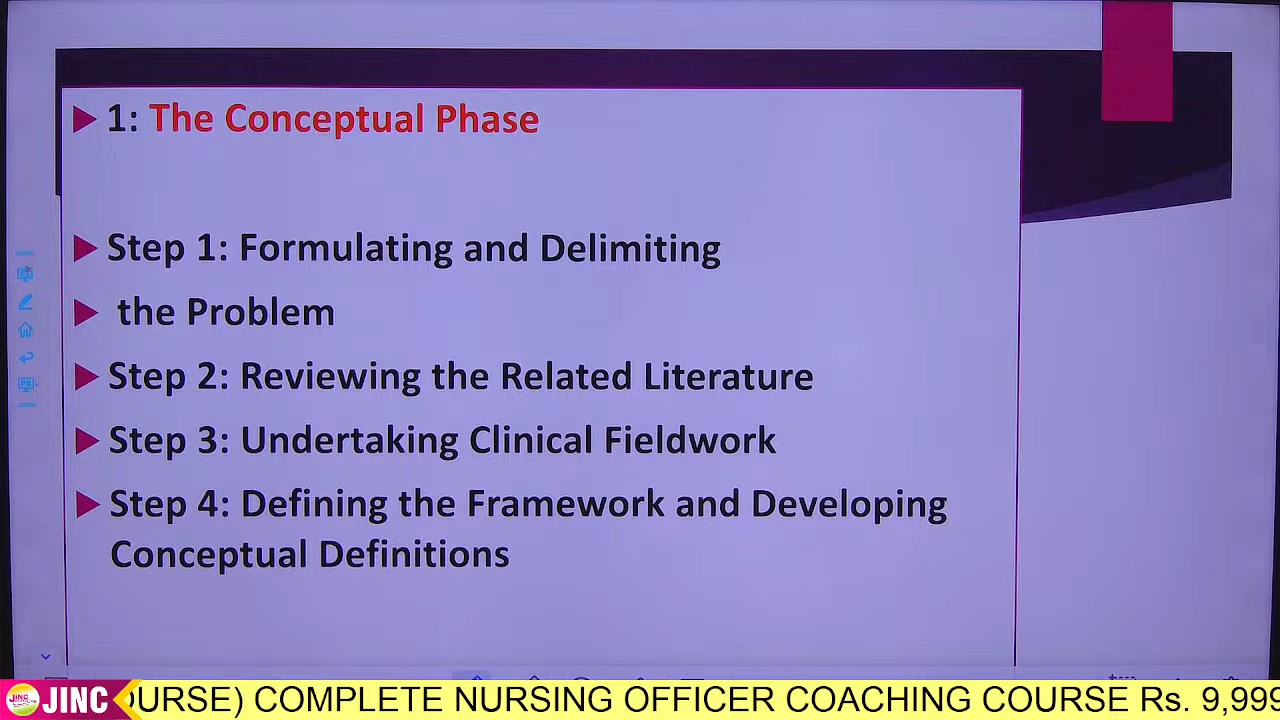 1: The Conceptual Phase
Step 1: Formulating and Delimiting
the Problem
Step 2: Reviewing the Related Literature
Step 3: Undertaking Clinical Fieldwork
Step 4: Defining the Framework and Developing
Conceptual Definitions
JINC OURSE) COMPLETE NURSING OFFICER COACHING COURSE Rs. 9,999